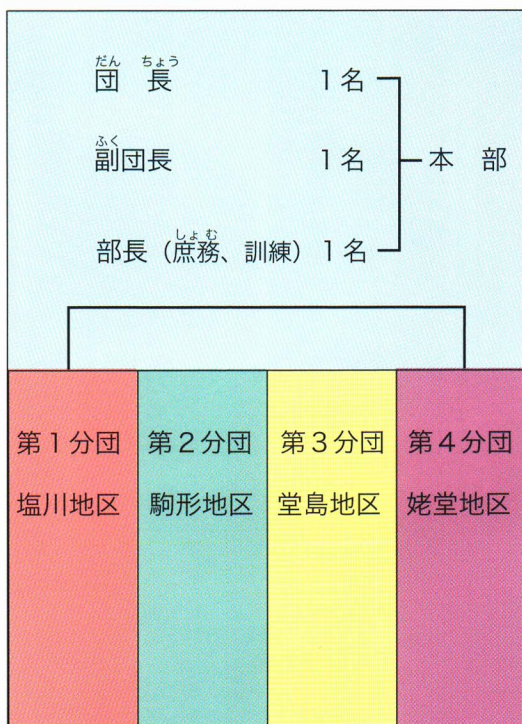 だん ちょう
団 長 1名
ふく
副団長 1名
本 部
しょむ
部長（庶務、訓練）1名
第1分団 第2分団 第3分団 第4分団
塩川地区 駒形地区 堂島地区 姥堂地区